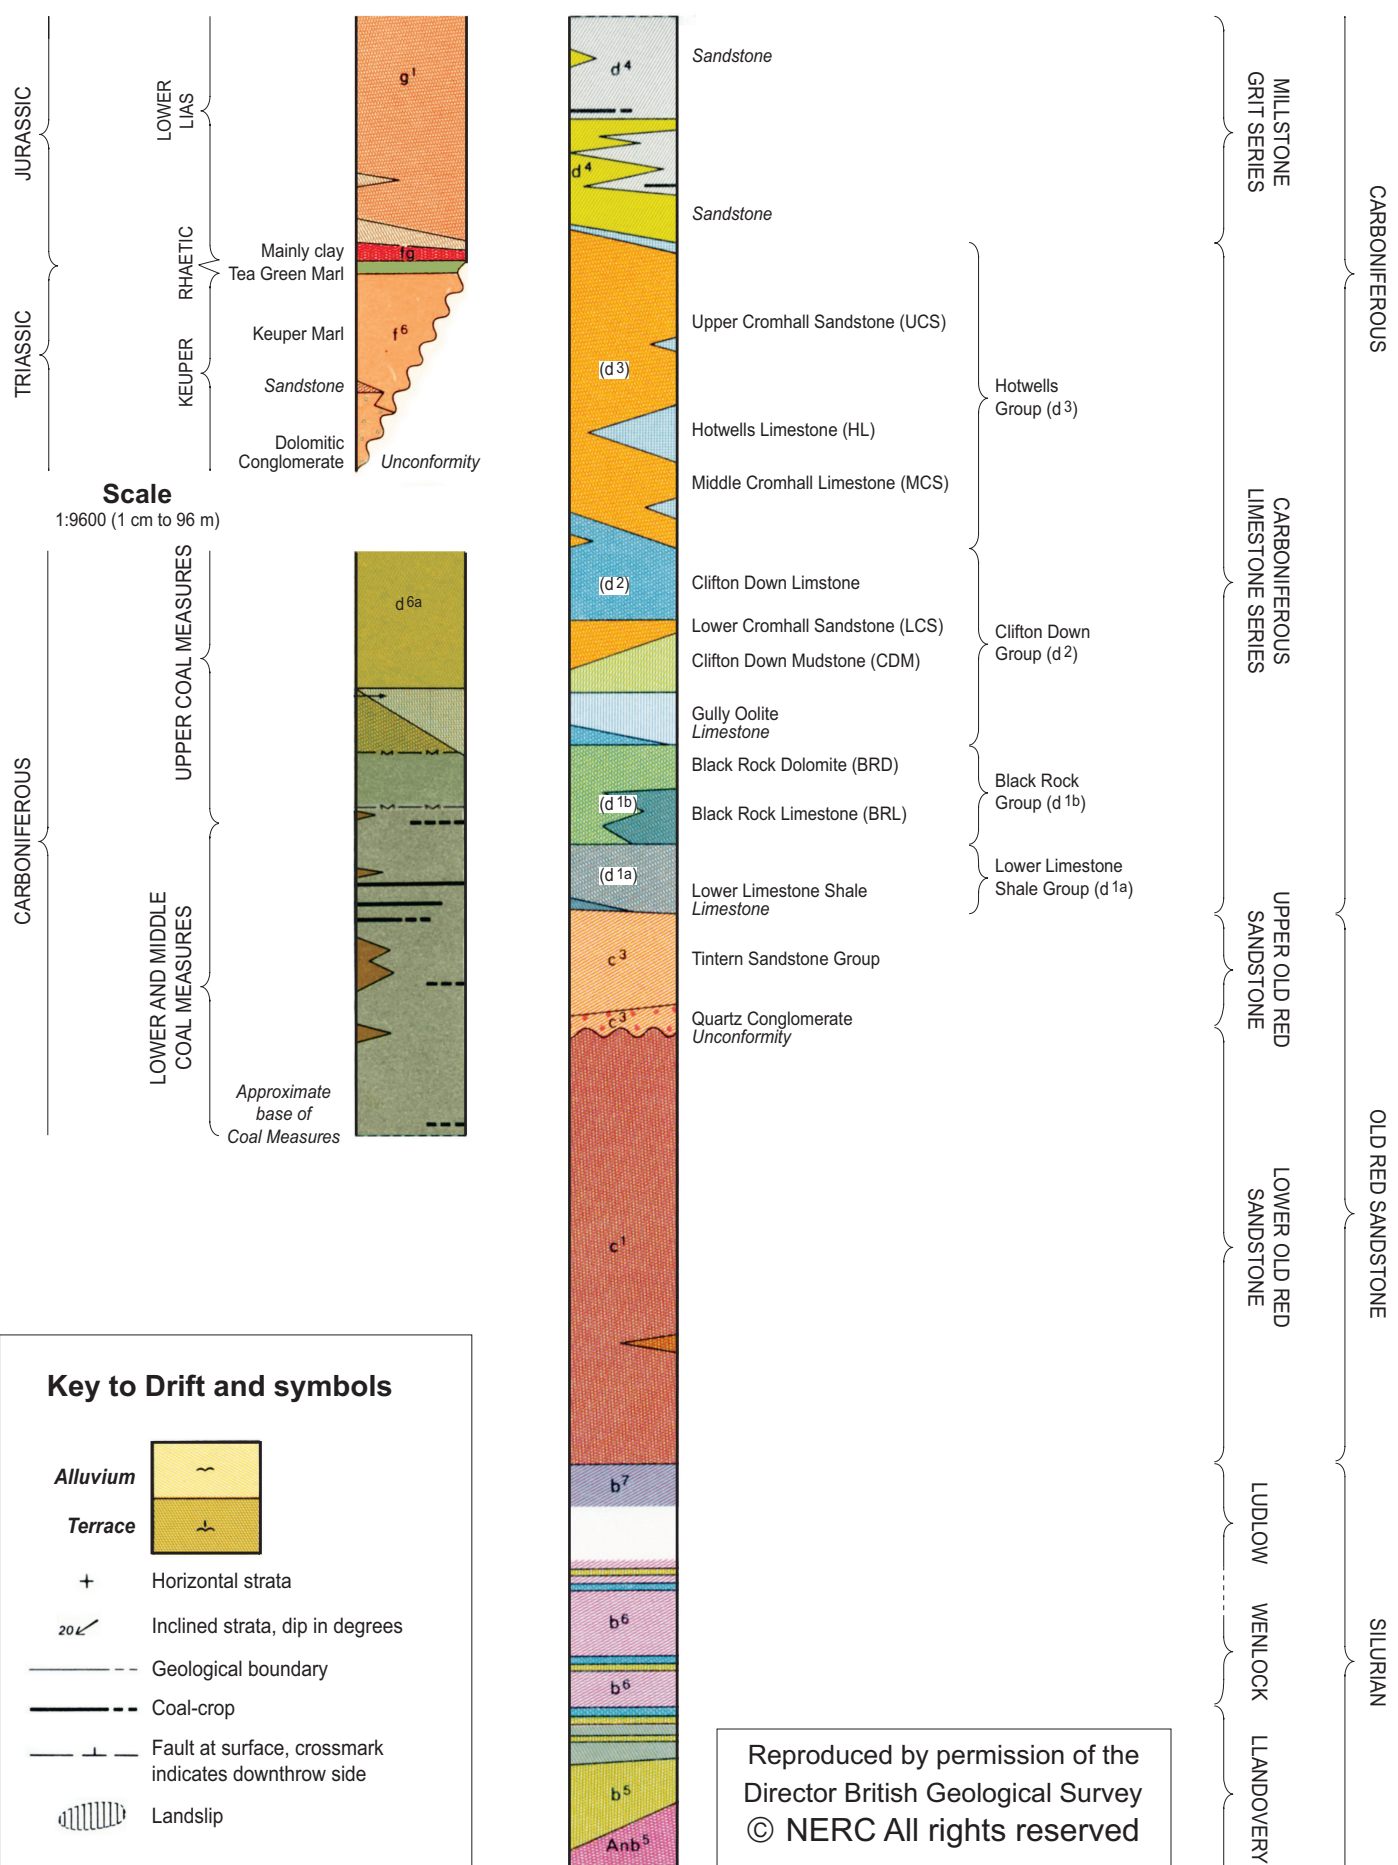 JURASSIC
TRIASSIC
LOWER
LIAS
RHAETIC
KEUPER
g1
Mainly clay
fg
Tea Green Marl
Keuper Marl
f6
Sandstone
Dolomitic
Conglomerate
Unconformity
Scale
1:9600 (1 cm to 96 m)
CARBONIFEROUS
UPPER COAL MEASURES
LOWER AND MIDDLE
COAL MEASURES
d6a
Approximate
base of
Coal Measures
Key to Drift and symbols
Alluvium
Terrace
Horizontal strata
20
Inclined strata, dip in degrees
Geological boundary
Coal-crop
Fault at surface, crossmark
indicates downthrow side
Landslip
d4
Sandstone
d4
Sandstone
Upper Cromhall Sandstone (UCS)
(d3)
Hotwells Limestone (HL)
Middle Cromhall Limestone (MCS)
(d2)
Clifton Down Limstone
Lower Cromhall Sandstone (LCS)
Clifton Down Mudstone (CDM)
Gully Oolite
Limestone
Black Rock Dolomite (BRD)
(d1b)
Black Rock Limestone (BRL)
(d1a)
Lower Limestone Shale
Limestone
c3
Tintern Sandstone Group
c3
Quartz Conglomerate
Unconformity
c1
b7
b6
b6
b5
Anb5
Hotwells
Group (d3)
Clifton Down
Group (d2)
Black Rock
Group (d1b)
Lower Limestone
Shale Group (d1a)
MILLSTONE
GRIT SERIES
CARBONIFEROUS
LIMESTONE SERIES
UPPER OLD RED
SANDSTONE
LOWER OLD RED
SANDSTONE
LUDLOW
WENLOCK
LLANDOVERY
CARBONIFEROUS
OLD RED SANDSTONE
SILURIAN
Reproduced by permission of the
Director British Geological Survey
© NERC All rights reserved